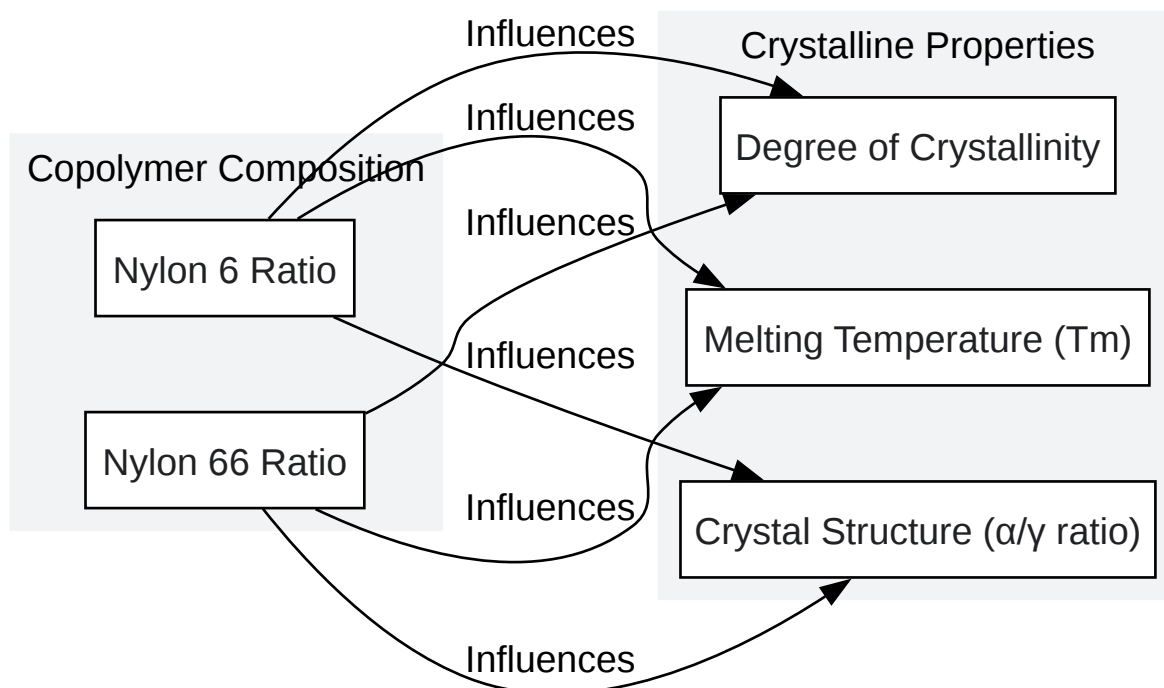 Influences
Crystalline Properties
Influences
Degree of Crystallinity
Copolymer Composition
Influences
Nylon 6 Ratio
Melting Temperature (Tm)
Influences
Nylon 66 Ratio
Influences
Crystal Structure (α/γ ratio)
Influences